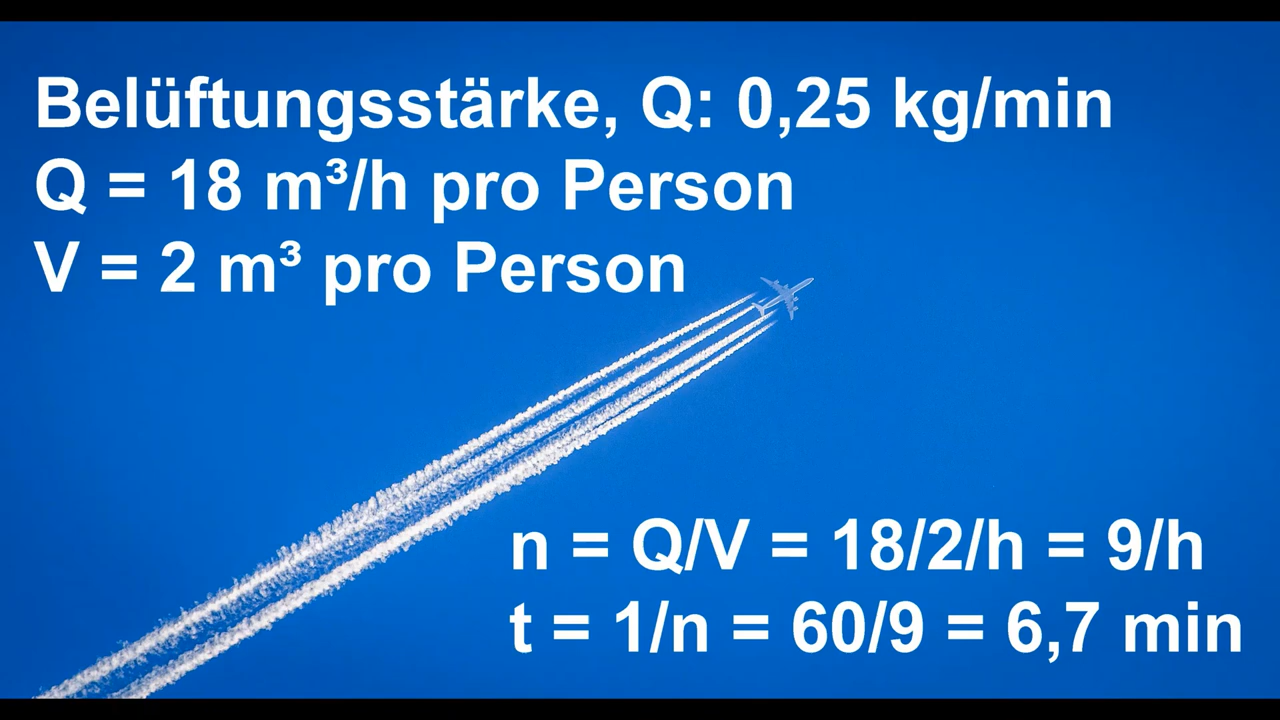 Belüftungsstärke, Q: 0,25 kg/min
Q = 18 m³/h pro Person
V = 2 m³ pro Person
n = Q/V = 18/2/h = 9/h
t = 1/n = 60/9 = 6,7 min